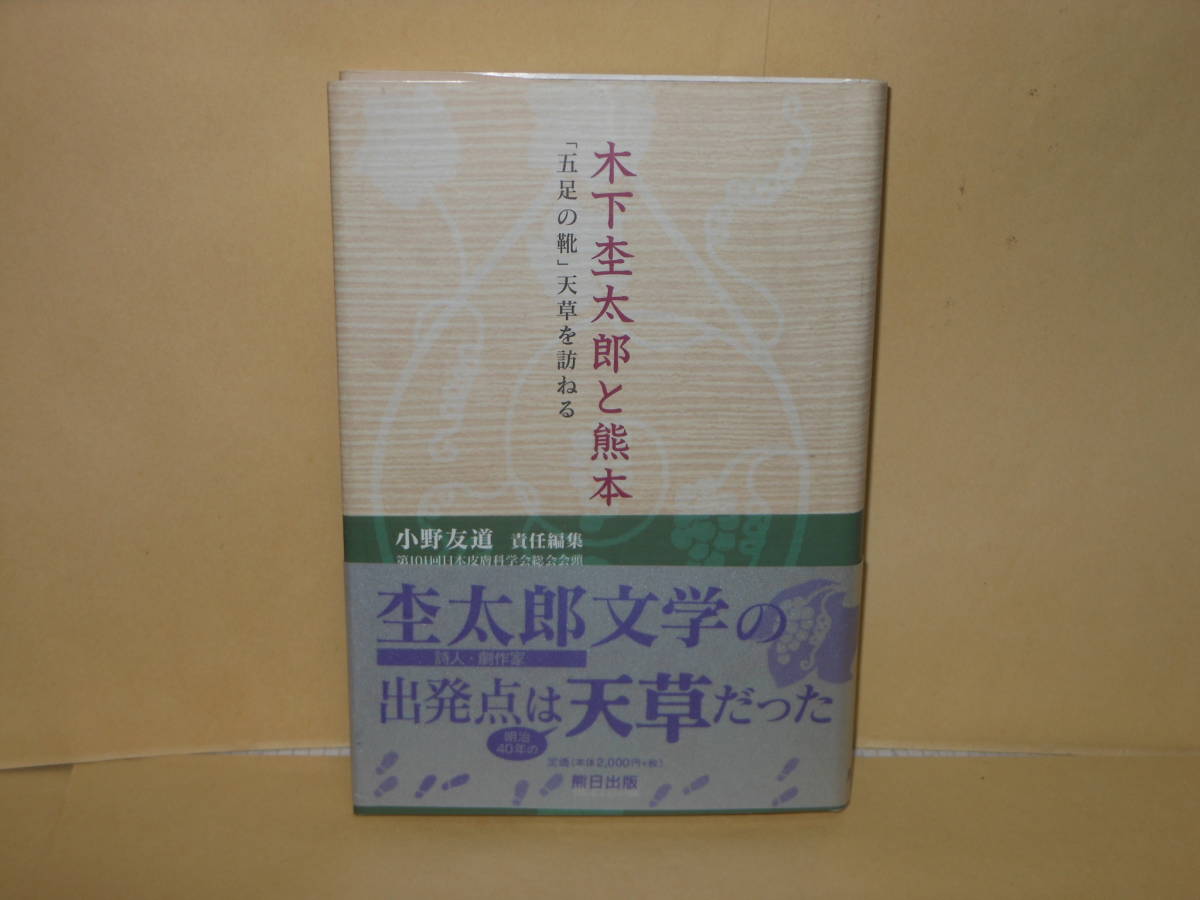 木下杢太郎と熊本
「五足の靴」天草を訪ねる
小野友道 責任編集
第101回日本皮膚科学会総会会頭
杢太郎文学の
詩人・劇作家
出発点は天草だった
明治
40年の
定価(本体2,000円+税)
熊日出版